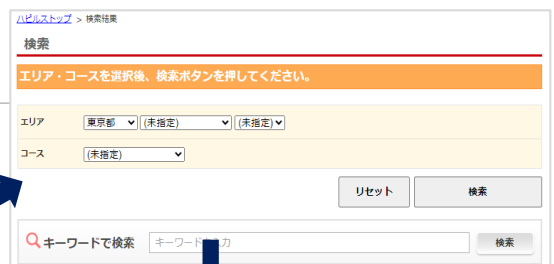 ハピルストップ > 検索結果
検索
エリア・コースを選択後、検索ボタンを押してください。
エリア 東京都 (未指定) (未指定)
コース (未指定)
リセット 検索
キーワードで検索 キーワードを入力 検索